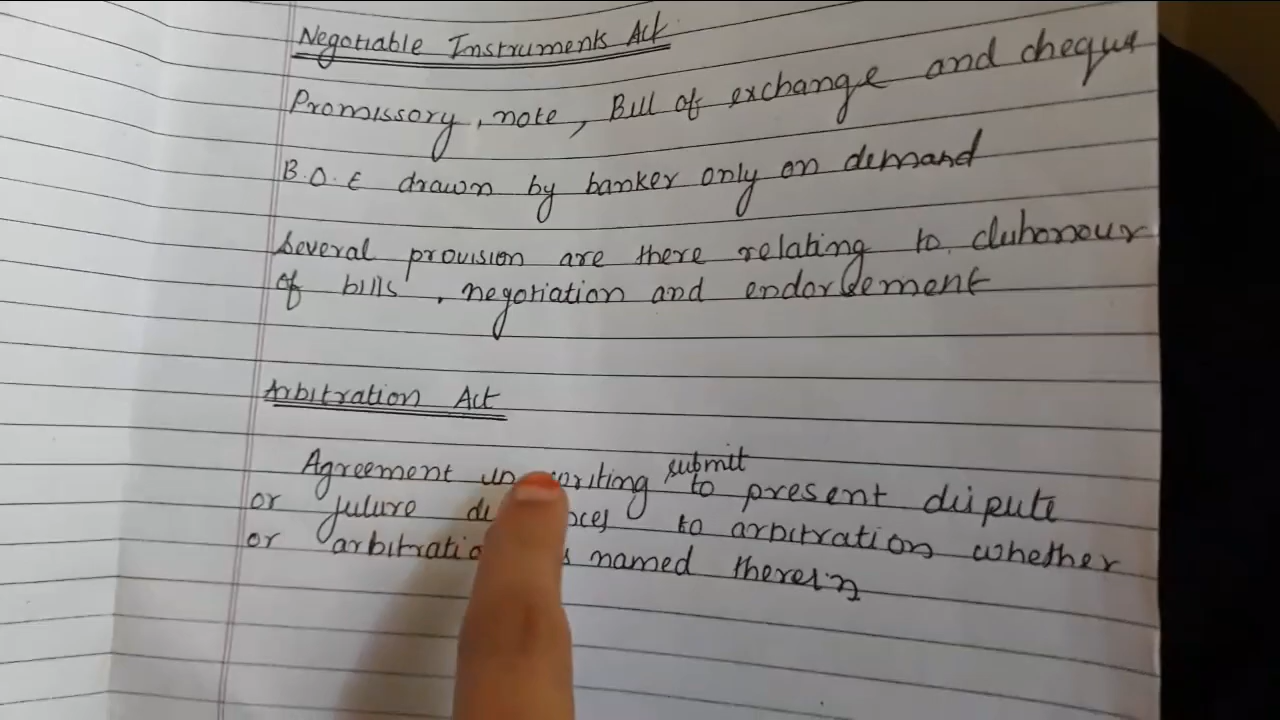 Negotiable Instruments Act
Promissory, note, Bill of exchange and cheque
B.O.E drawn by banker only on demand
Several provision are there relating to dishonour
of bills, negotiation and endorsement
Arbitration Act
Agreement in writing submit to present dispute
or future to arbitration whether
or named therein